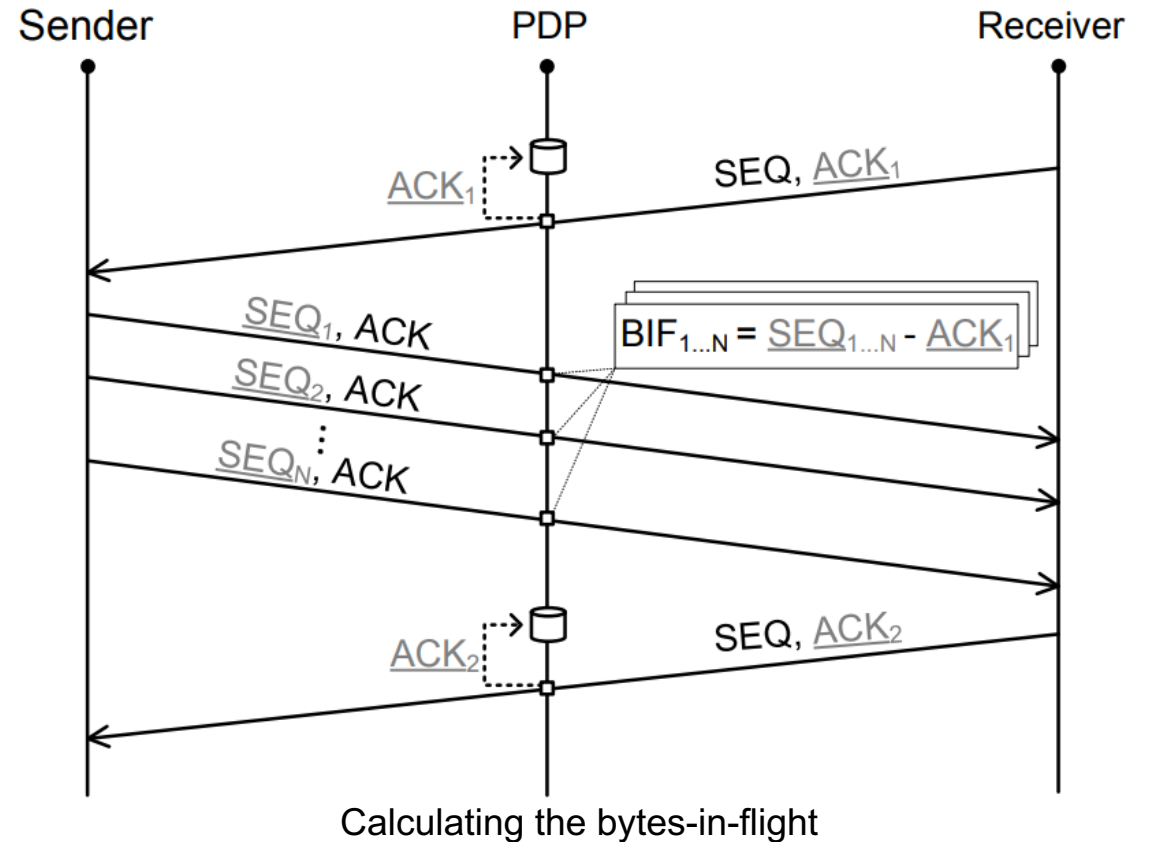 Sender PDP Receiver
SEQ, ACK₁
ACK₁
SEQ₁, ACK
BIF₁...N = SEQ₁...N - ACK₁
SEQ₂, ACK
⋮
SEQN, ACK
SEQ, ACK₂
ACK₂
Calculating the bytes-in-flight